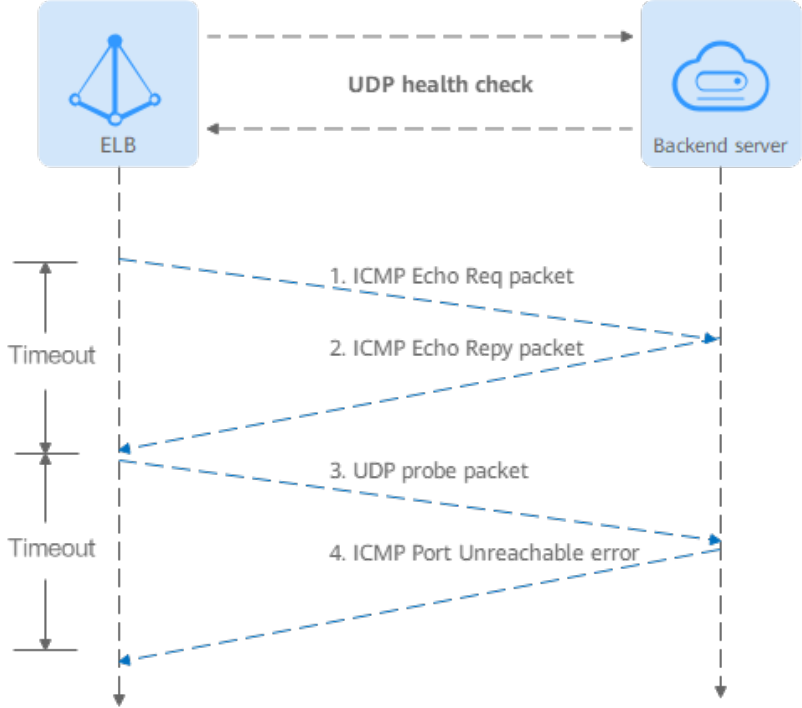 UDP health check
ELB
Backend server
1. ICMP Echo Req packet
Timeout
2. ICMP Echo Repy packet
3. UDP probe packet
Timeout
4. ICMP Port Unreachable error